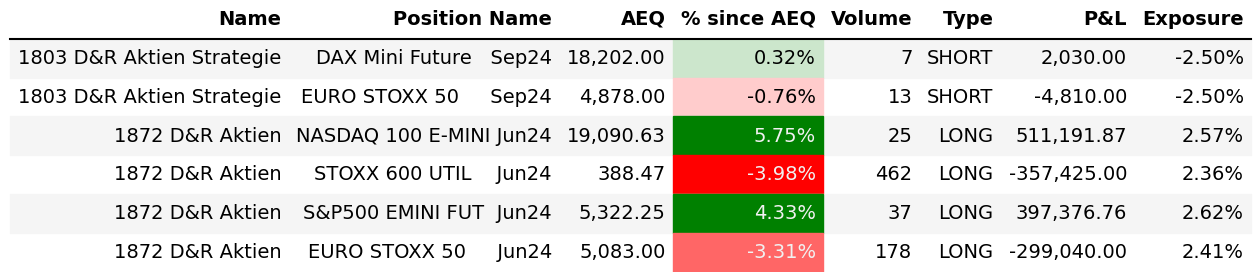 Name Position Name AEQ % since AEQ Volume Type P&L Exposure
1803 D&R Aktien Strategie DAX Mini Future Sep24 18,202.00 0.32% 7 SHORT 2,030.00 -2.50%
1803 D&R Aktien Strategie EURO STOXX 50 Sep24 4,878.00 -0.76% 13 SHORT -4,810.00 -2.50%
1872 D&R Aktien NASDAQ 100 E-MINI Jun24 19,090.63 5.75% 25 LONG 511,191.87 2.57%
1872 D&R Aktien STOXX 600 UTIL Jun24 388.47 -3.98% 462 LONG -357,425.00 2.36%
1872 D&R Aktien S&P500 EMINI FUT Jun24 5,322.25 4.33% 37 LONG 397,376.76 2.62%
1872 D&R Aktien EURO STOXX 50 Jun24 5,083.00 -3.31% 178 LONG -299,040.00 2.41%